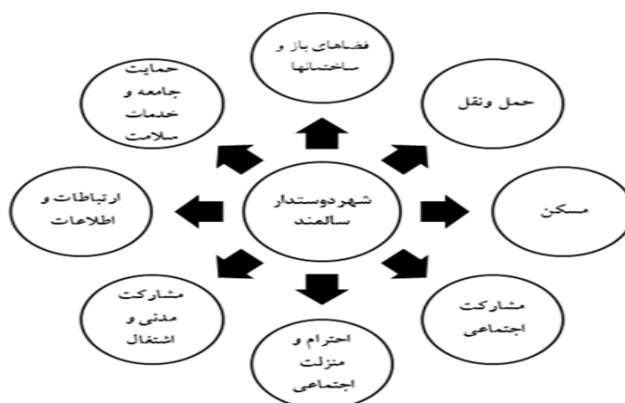 فضاهای باز و
ساختمانها
حمل ونقل
مسکن
مشارکت
اجتماعی
احترام و
منزلت
اجتماعی
مشارکت
مدنی و
اشتغال
ارتباطات و
اطلاعات
حمایت
جامعه و
خدمات
سلامت
شهردوستدار
سالمند